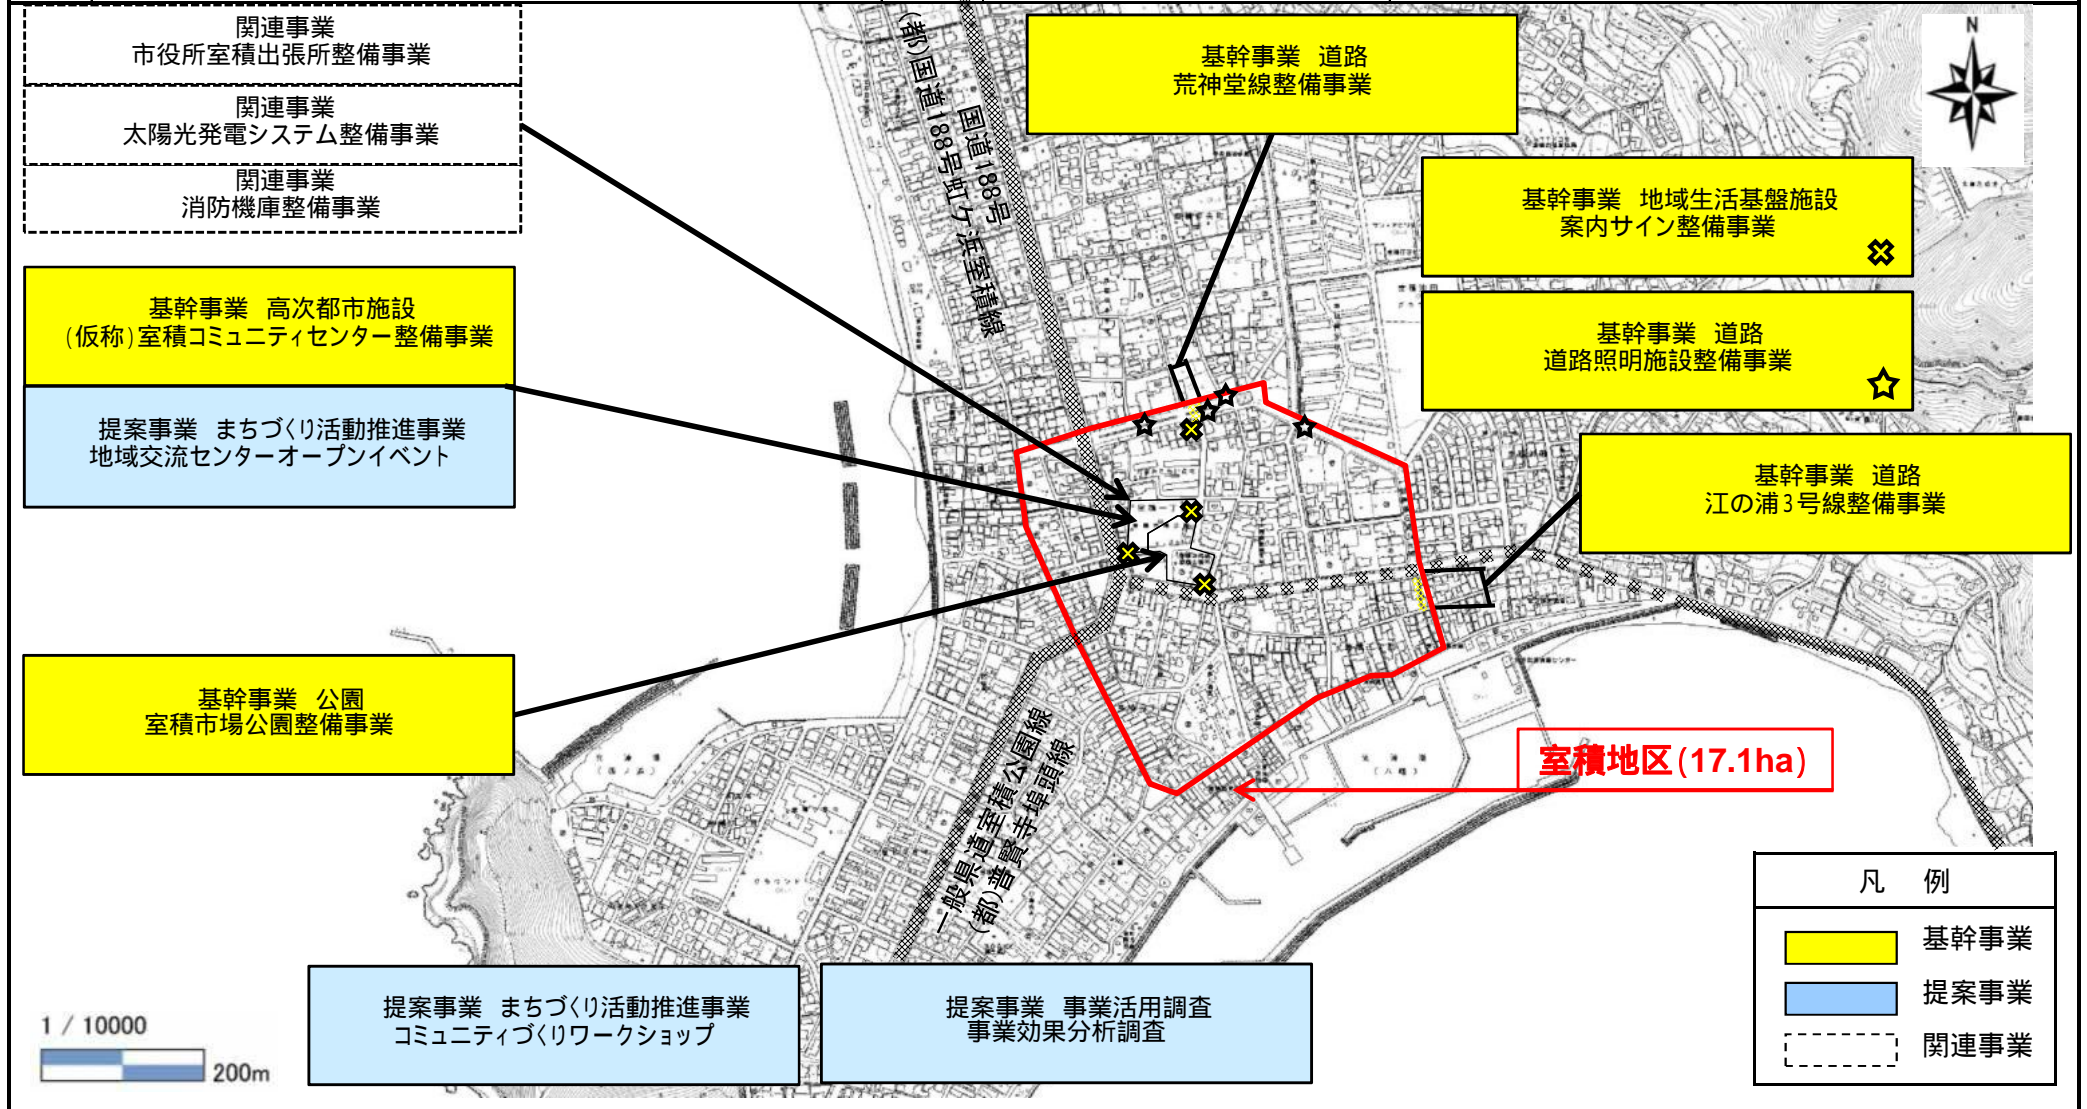 関連事業
市役所室積出張所整備事業
関連事業
太陽光発電システム整備事業
関連事業
消防機庫整備事業
基幹事業 高次都市施設
(仮称)室積コミュニティセンター整備事業
提案事業 まちづくり活動推進事業
地域交流センターオープンイベント
基幹事業 公園
室積市場公園整備事業
基幹事業 道路
荒神堂線整備事業
N
基幹事業 地域生活基盤施設
案内サイン整備事業
基幹事業 道路
道路照明施設整備事業
基幹事業 道路
江の浦3号線整備事業
国道188号
(都)国道188号虹ケ浜室積線
一般県道室積公園線
(都)普賢寺埠頭線
室積地区(17.1ha)
提案事業 まちづくり活動推進事業
コミュニティづくりワークショップ
提案事業 事業活用調査
事業効果分析調査
1 / 10000
200m
凡 例
基幹事業
提案事業
関連事業